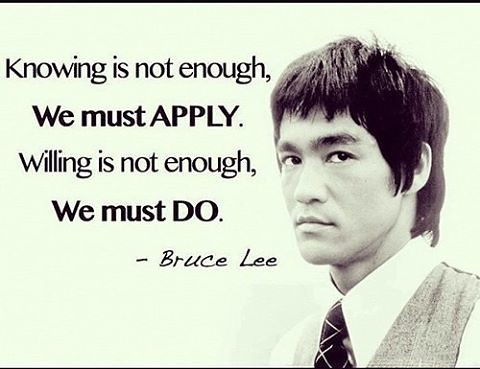 Knowing is not enough,
We must APPLY.
Willing is not enough,
We must DO.
- Bruce Lee